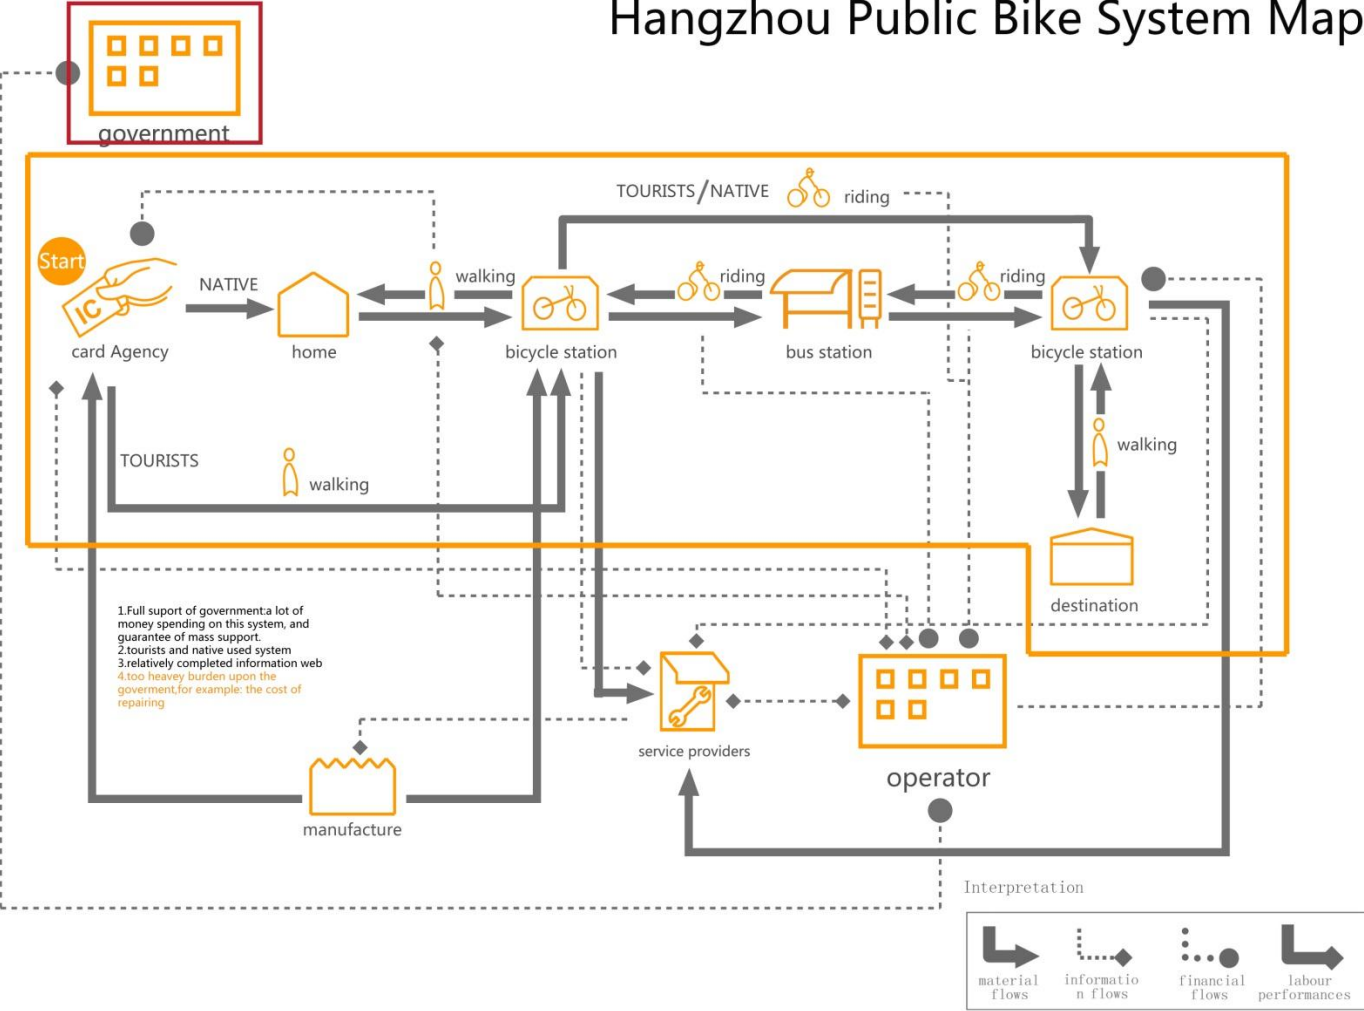 Hangzhou Public Bike System Map
government
TOURISTS/NATIVE
riding
Start
IC
NATIVE
walking
riding
riding
card Agency
home
bicycle station
bus station
bicycle station
TOURISTS
walking
walking
destination
1.Full suport of government:a lot of
money spending on this system, and
guarantee of mass support.
2.tourists and native used system
3.relatively completed information web
4.too heavey burden upon the
goverment,for example: the cost of
repairing
service providers
operator
manufacture
Interpretation
material
flows
informatio
n flows
financial
flows
labour
performances